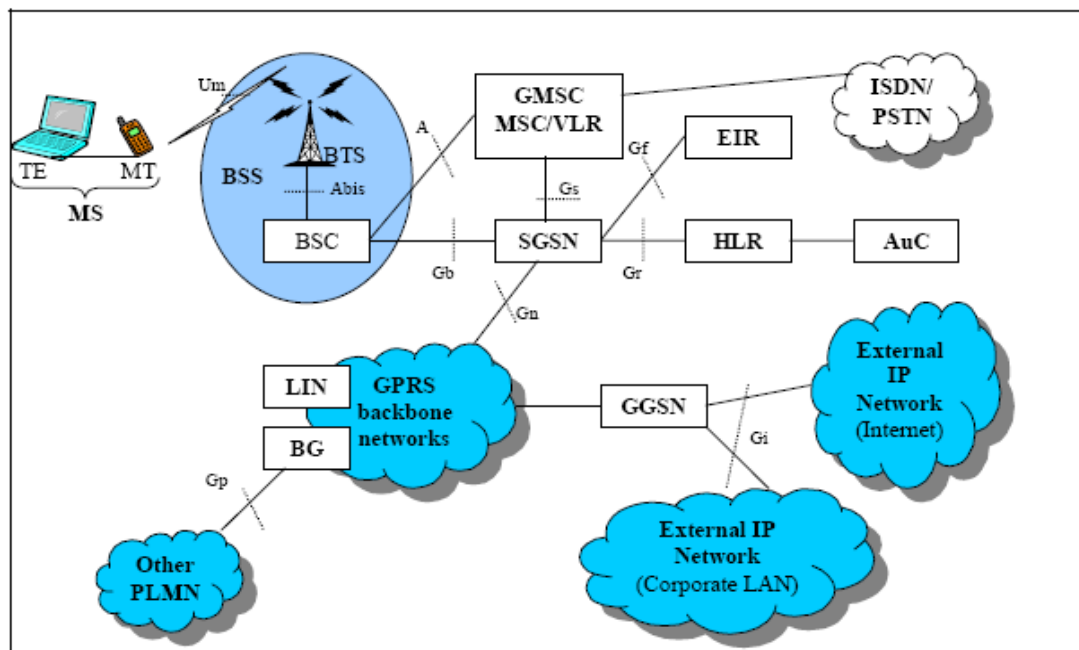 Um
GMSC
MSC/VLR
ISDN/
PSTN
A
EIR
Gf
TE
MT
BTS
BSS
MS
Abis
Gs
BSC
SGSN
HLR
AuC
Gb
Gr
Gn
External
IP
Network
(Internet)
LIN
GPRS
backbone
networks
GGSN
BG
Gi
Gp
External IP
Network
(Corporate LAN)
Other
PLMN